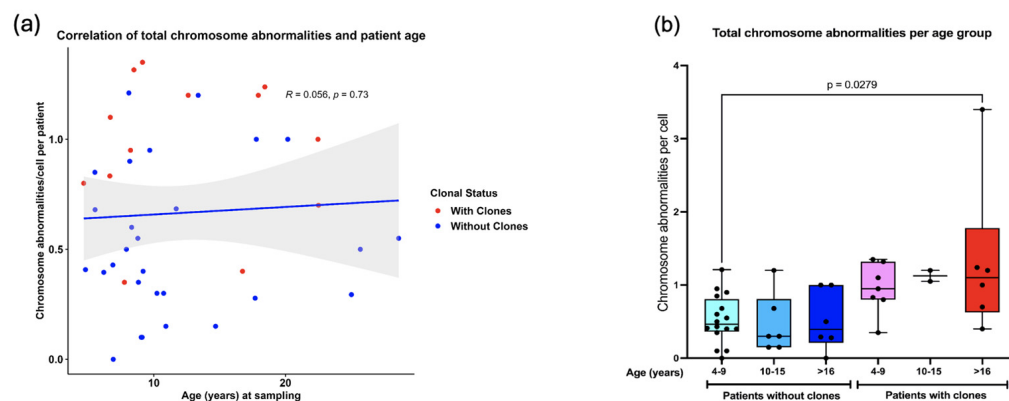 (a)
Correlation of total chromosome abnormalities and patient age
R = 0.056, p = 0.73
1.0
0.5
0.0
Chromosome abnormalities/cell per patient
10 20
Age (years) at sampling
Clonal Status
With Clones
Without Clones
(b)
Total chromosome abnormalities per age group
p = 0.0279
4
3
2
1
0
Chromosome abnormalities per cell
Age (years) 4-9 10-15 >16 4-9 10-15 >16
Patients without clones Patients with clones